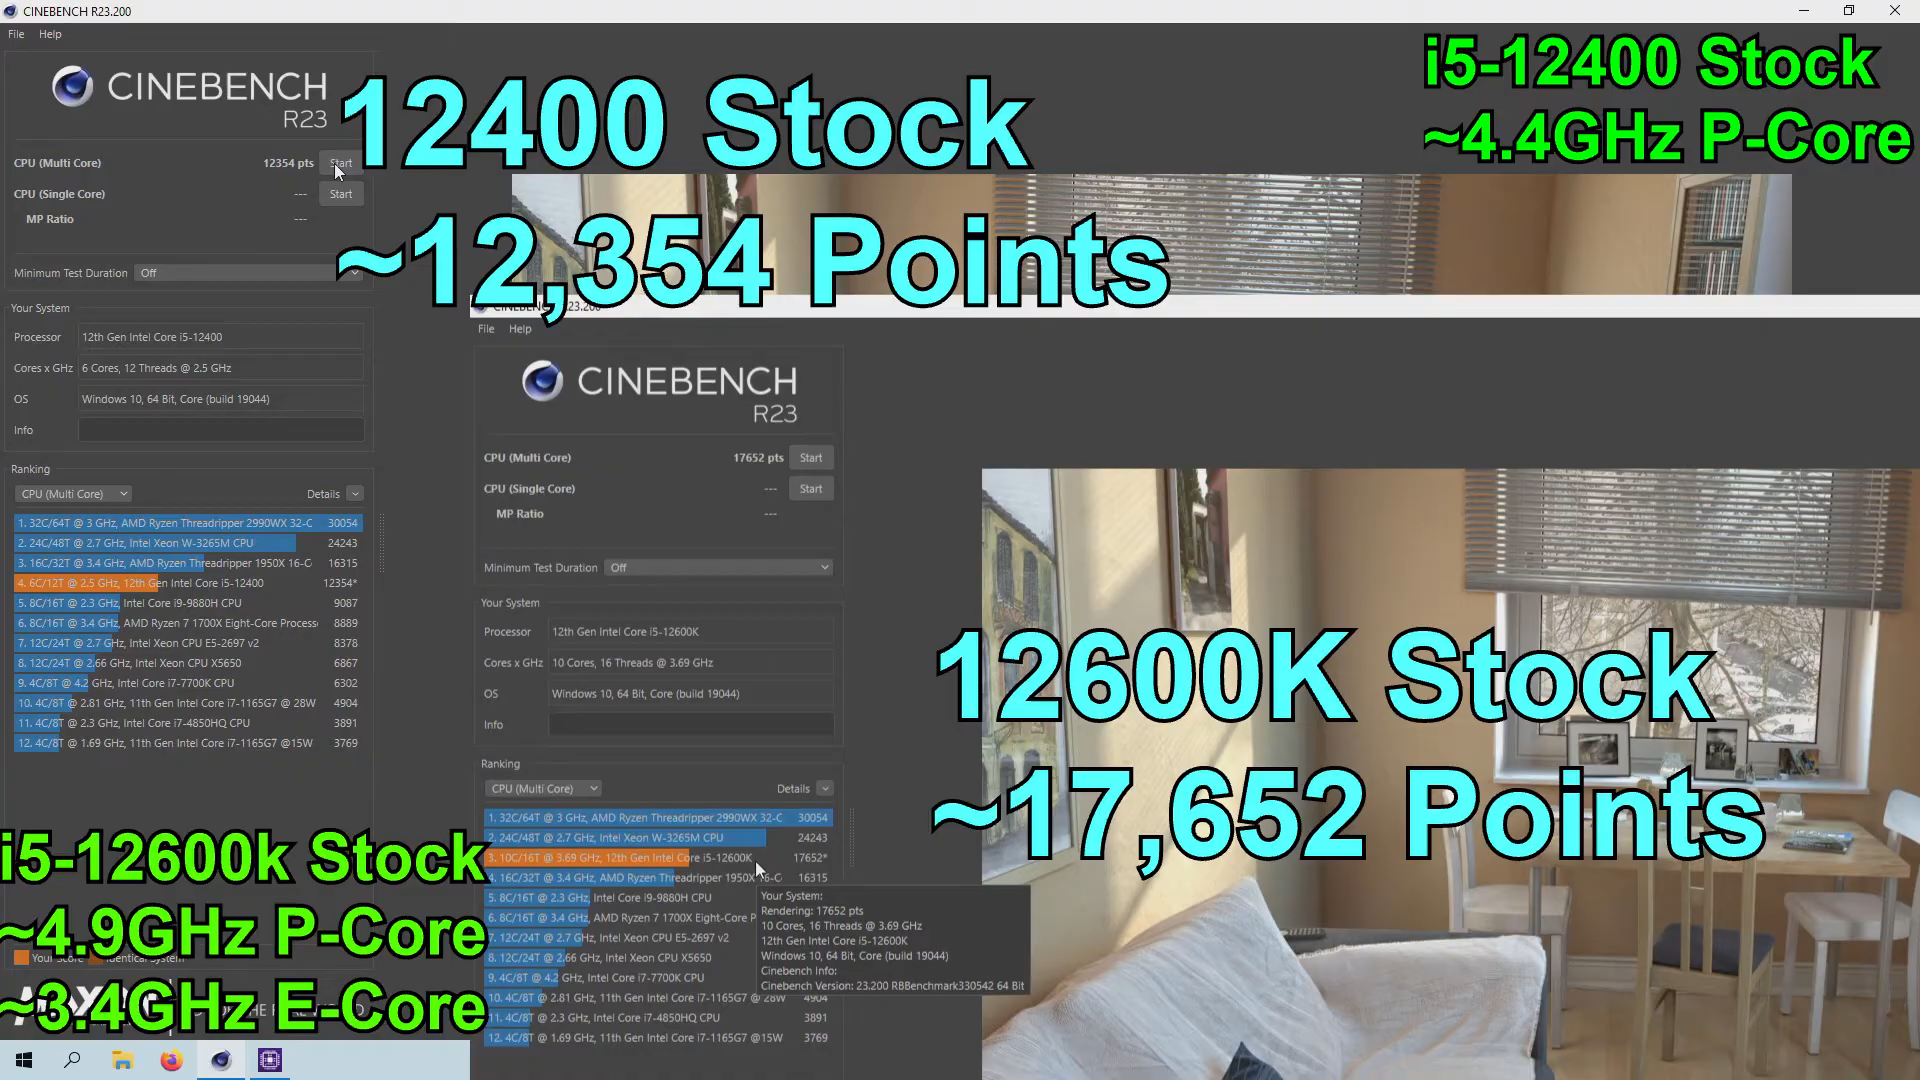 CINEBENCH R23.200
File Help
CINEBENCH
R23
CPU (Multi Core) 12354 pts Start
CPU (Single Core) --- Start
MP Ratio ---
Minimum Test Duration Off
Your System
Processor 12th Gen Intel Core i5-12400
Cores x GHz 6 Cores, 12 Threads @ 2.5 GHz
OS Windows 10, 64 Bit, Core (build 19044)
Info
Ranking
CPU (Multi Core) Details
1. 32C/64T @ 3 GHz, AMD Ryzen Threadripper 2990WX 32-C 30054
2. 24C/48T @ 2.7 GHz, Intel Xeon W-3265M CPU 24243
3. 16C/32T @ 3.4 GHz, AMD Ryzen Threadripper 1950X 16-C 16315
4. 6C/12T @ 2.5 GHz, 12th Gen Intel Core i5-12400 12354*
5. 8C/16T @ 2.3 GHz, Intel Core i9-9880H CPU 9087
6. 8C/16T @ 3.4 GHz, AMD Ryzen 7 1700X Eight-Core Process 8889
7. 12C/24T @ 2.7 GHz, Intel Xeon CPU E5-2697 v2 8378
8. 12C/24T @ 2.66 GHz, Intel Xeon CPU X5650 6867
9. 4C/8T @ 4.2 GHz, Intel Core i7-7700K CPU 6302
10. 4C/8T @ 2.81 GHz, 11th Gen Intel Core i7-1165G7 @ 28W 4904
11. 4C/8T @ 2.3 GHz, Intel Core i7-4850HQ CPU 3891
12. 4C/8T @ 1.69 GHz, 11th Gen Intel Core i7-1165G7 @15W 3769
12400 Stock
~12,354 Points
i5-12400 Stock
~4.4GHz P-Core
File Help
CINEBENCH
R23
CPU (Multi Core) 17652 pts Start
CPU (Single Core) --- Start
MP Ratio ---
Minimum Test Duration Off
Your System
Processor 12th Gen Intel Core i5-12600K
Cores x GHz 10 Cores, 16 Threads @ 3.69 GHz
OS Windows 10, 64 Bit, Core (build 19044)
Info
Ranking
CPU (Multi Core) Details
1. 32C/64T @ 3 GHz, AMD Ryzen Threadripper 2990WX 32-C 30054
2. 24C/48T @ 2.7 GHz, Intel Xeon W-3265M CPU 24243
3. 10C/16T @ 3.69 GHz, 12th Gen Intel Core i5-12600K 17652*
4. 16C/32T @ 3.4 GHz, AMD Ryzen Threadripper 1950X 16-C 16315
5. 8C/16T @ 2.3 GHz, Intel Core i9-9880H CPU
6. 8C/16T @ 3.4 GHz, AMD Ryzen 7 1700X Eight-Core P
7. 12C/24T @ 2.7 GHz, Intel Xeon CPU E5-2697 v2
8. 12C/24T @ 2.66 GHz, Intel Xeon CPU X5650
9. 4C/8T @ 4.2 GHz, Intel Core i7-7700K CPU
10. 4C/8T @ 2.81 GHz, 11th Gen Intel Core i7-1165G7 @ 28W 4904
11. 4C/8T @ 2.3 GHz, Intel Core i7-4850HQ CPU 3891
12. 4C/8T @ 1.69 GHz, 11th Gen Intel Core i7-1165G7 @15W 3769
Your System:
Rendering: 17652 pts
10 Cores, 16 Threads @ 3.69 GHz
12th Gen Intel Core i5-12600K
Windows 10, 64 Bit, Core (build 19044)
Cinebench Info:
Cinebench Version: 23.200 RBBenchmark330542 64 Bit
12600K Stock
~17,652 Points
i5-12600k Stock
~4.9GHz P-Core
~3.4GHz E-Core